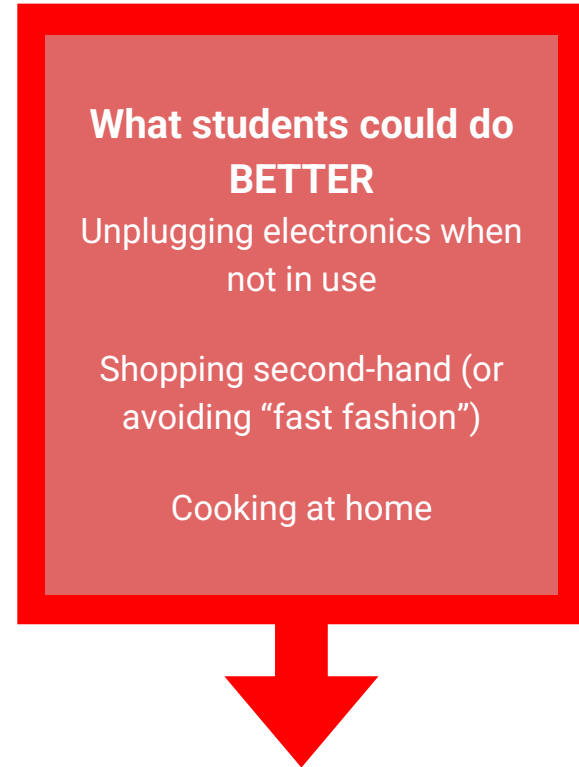 What students could do
BETTER
Unplugging electronics when
not in use
Shopping second-hand (or
avoiding “fast fashion”)
Cooking at home